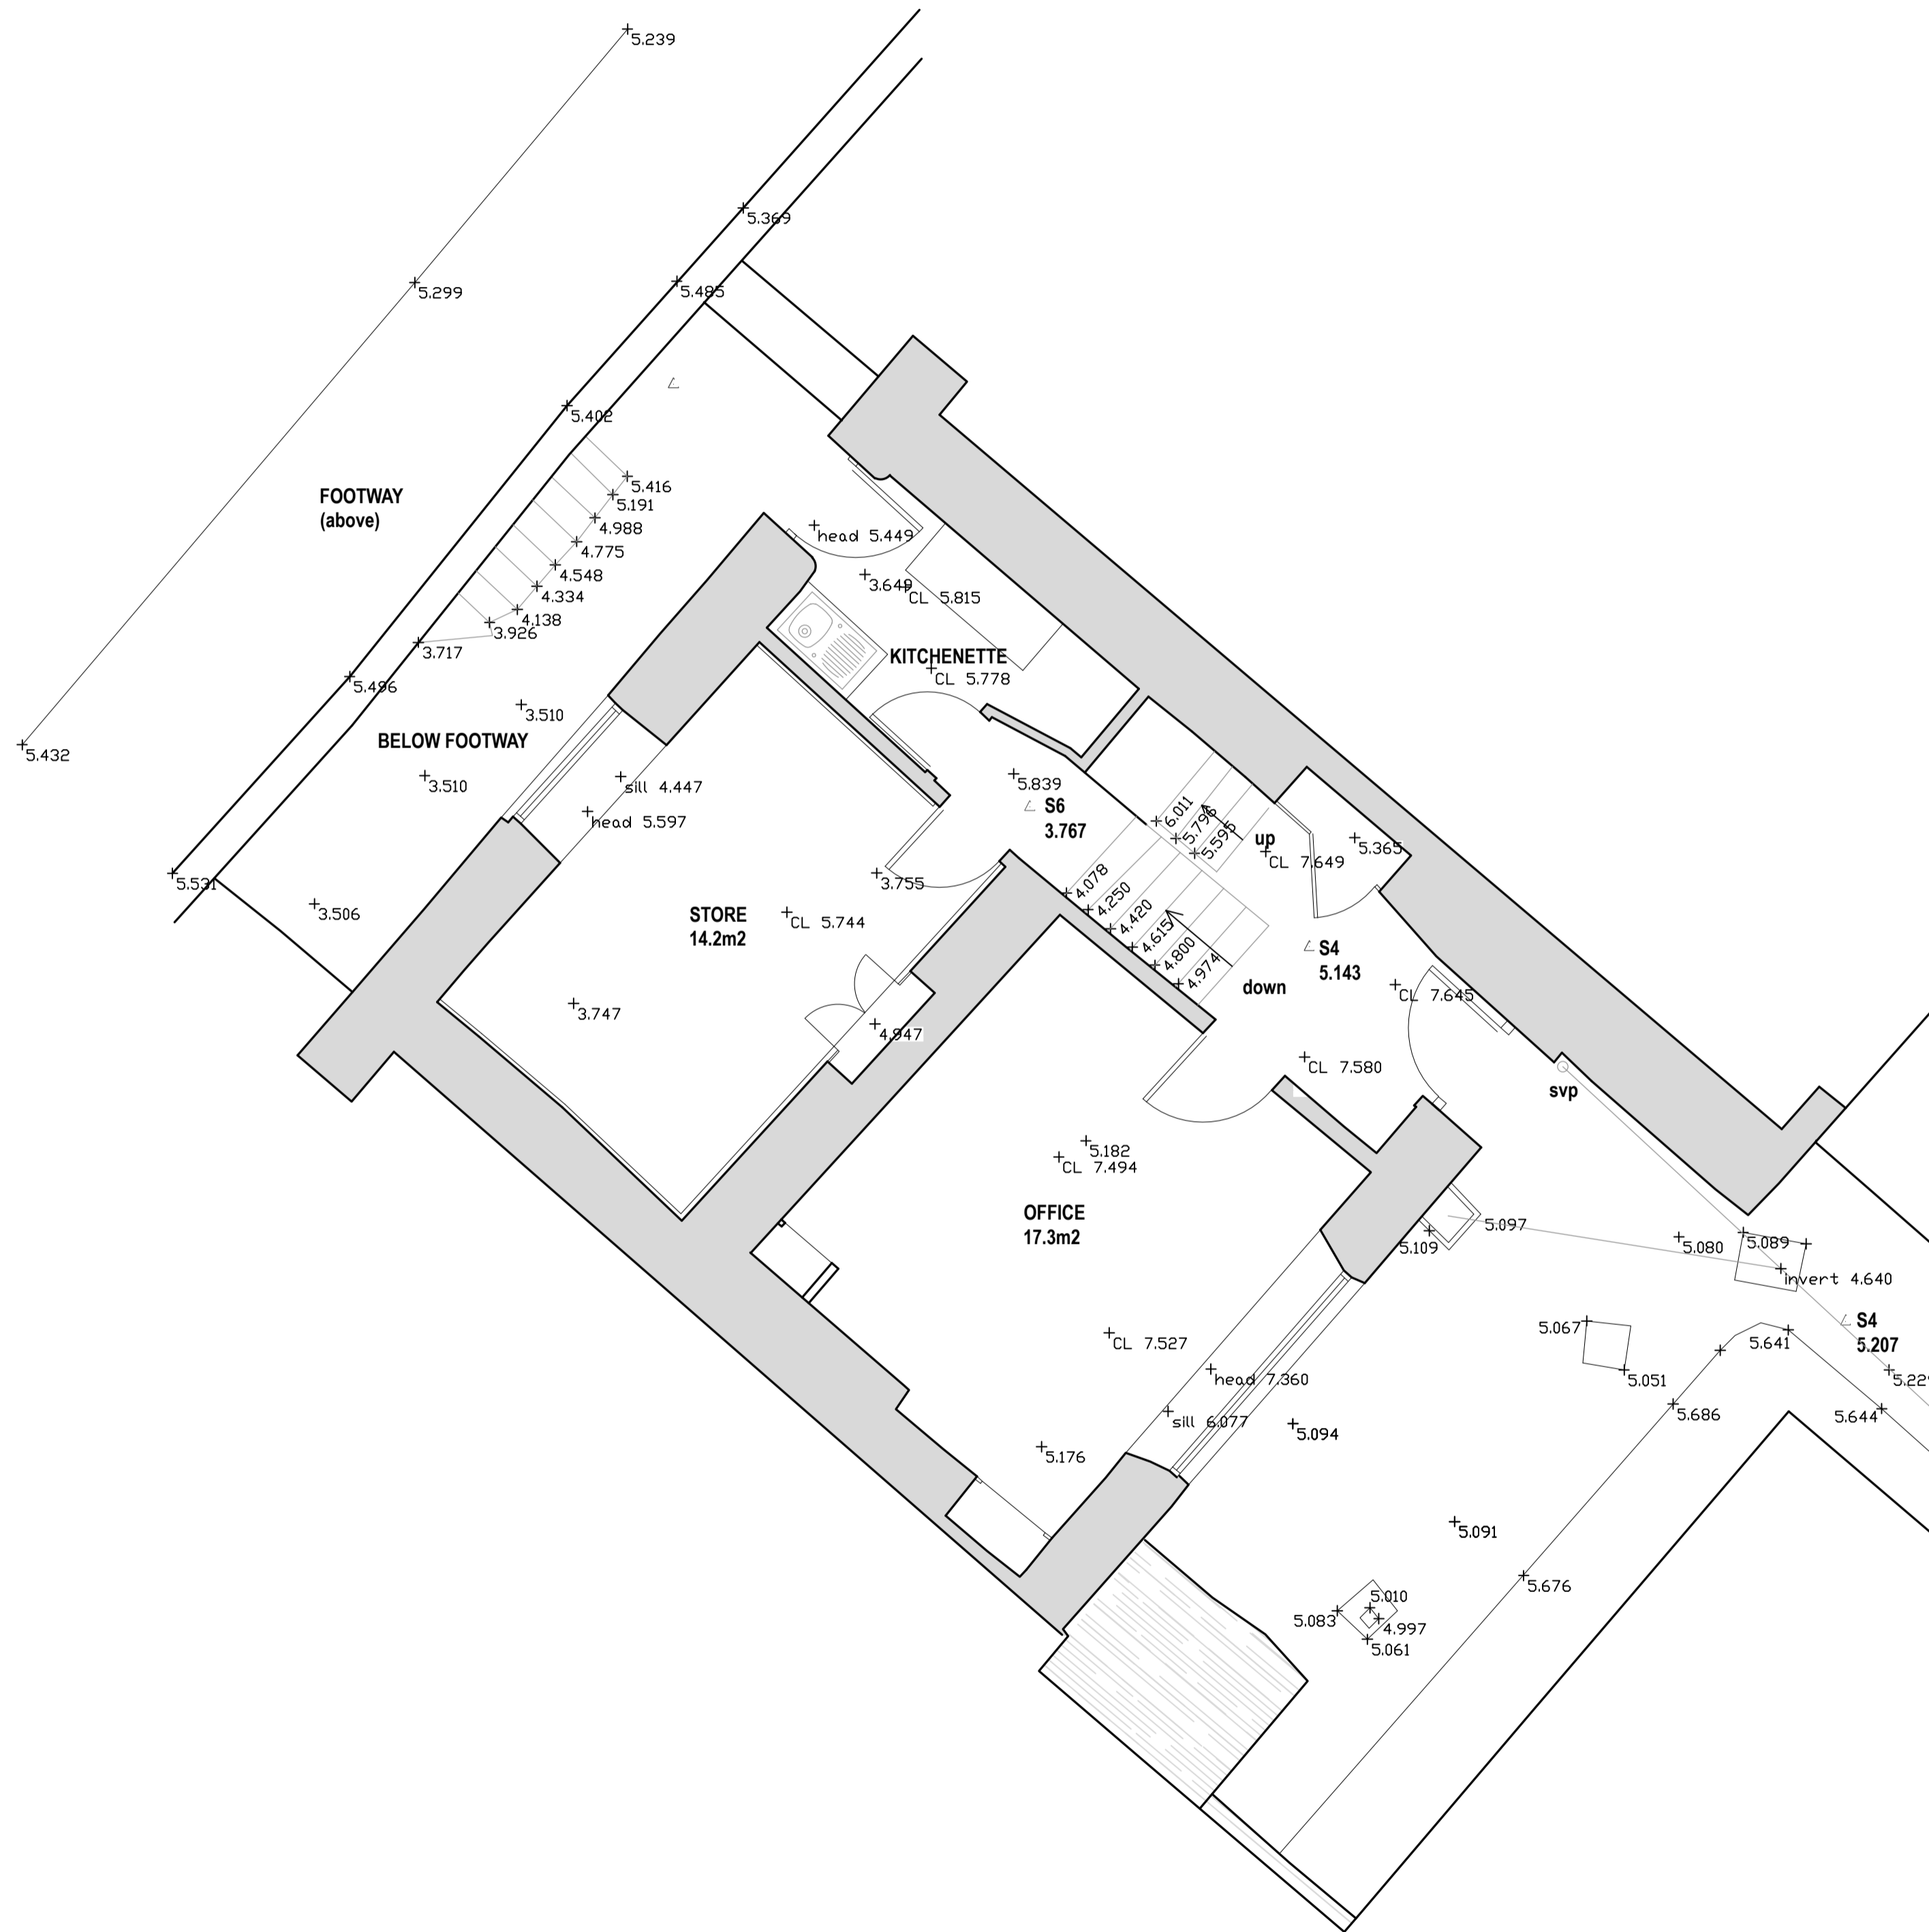 5.239
5.369
5.299
5.485
5.402
FOOTWAY
(above)
5.416
5.191
4.988
4.775
4.548
4.334
4.138
3.926
3.717
head 5.449
3.649
CL 5.815
KITCHENETTE
CL 5.778
5.496
3.510
BELOW FOOTWAY
5.432
3.510
sill 4.447
head 5.597
5.839
S6
3.767
6.011
5.796
5.595
up
CL 7.649
5.365
5.531
3.506
3.755
STORE
14.2m2
CL 5.744
4.078
4.250
4.420
4.615
4.800
4.974
S4
5.143
down
CL 7.645
3.747
4.947
CL 7.580
svp
5.182
CL 7.494
OFFICE
17.3m2
5.097
5.109
5.080
5.089
invert 4.640
S4
5.207
5.067
5.641
CL 7.527
5.051
head 7.360
5.686
5.644
sill 6.077
5.094
5.176
5.091
5.676
5.010
5.083
4.997
5.061